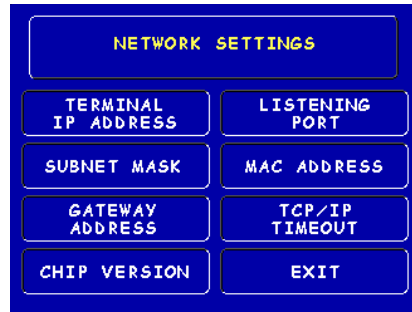 NETWORK SETTINGS
TERMINAL
IP ADDRESS
LISTENING
PORT
SUBNET MASK
MAC ADDRESS
GATEWAY
ADDRESS
TCP/IP
TIMEOUT
CHIP VERSION
EXIT